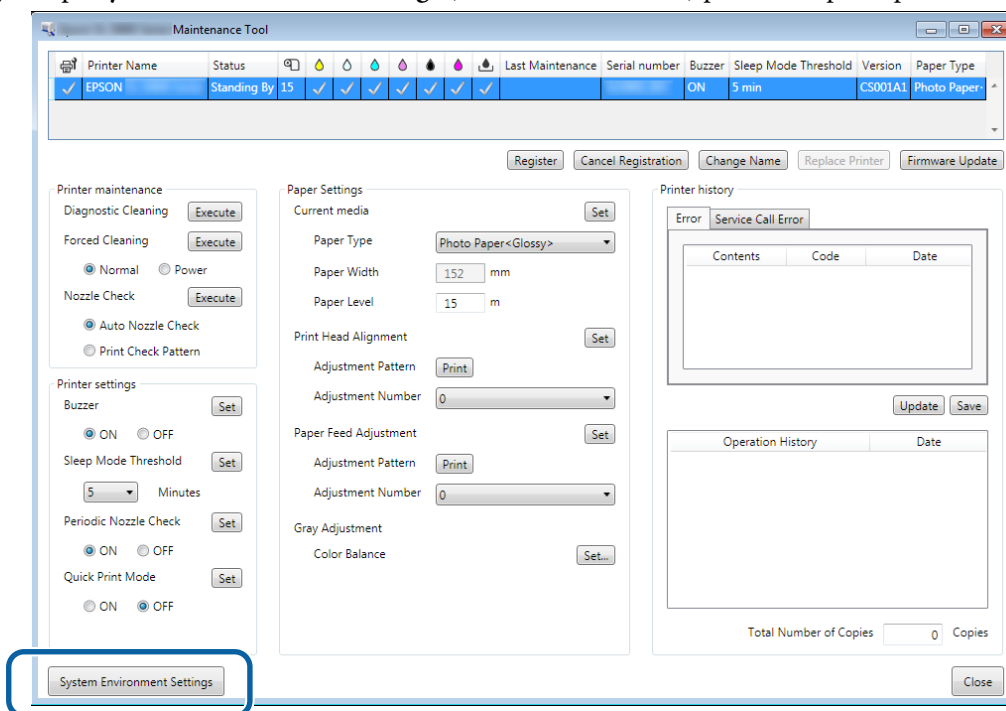 Maintenance Tool
Printer Name Status Last Maintenance Serial number Buzzer Sleep Mode Threshold Version Paper Type
EPSON Standing By 15 ON 5 min CS001A1 Photo Paper
Register Cancel Registration Change Name Replace Printer Firmware Update
Printer maintenance
Diagnostic Cleaning Execute
Forced Cleaning Execute
Normal Power
Nozzle Check Execute
Auto Nozzle Check
Print Check Pattern
Printer settings
Buzzer Set
ON OFF
Sleep Mode Threshold Set
5 Minutes
Periodic Nozzle Check Set
ON OFF
Quick Print Mode Set
ON OFF
Paper Settings
Current media Set
Paper Type Photo Paper<Glossy>
Paper Width 152 mm
Paper Level 15 m
Print Head Alignment Set
Adjustment Pattern Print
Adjustment Number 0
Paper Feed Adjustment Set
Adjustment Pattern Print
Adjustment Number 0
Gray Adjustment
Color Balance Set...
Printer history
Error Service Call Error
Contents Code Date
Update Save
Operation History Date
Total Number of Copies 0 Copies
System Environment Settings Close